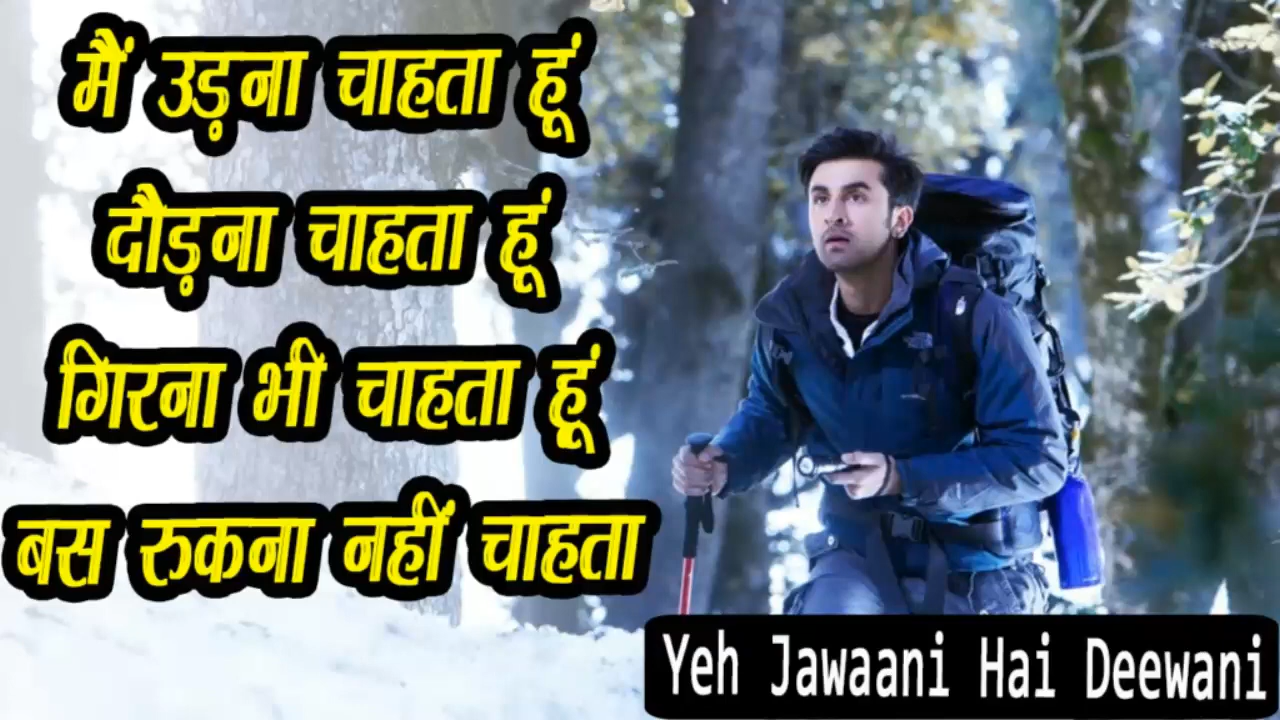 मैं उड़ना चाहता हूं
दौड़ना चाहता हूं
गिरना भी चाहता हूं
बस रुकना नहीं चाहता
Yeh Jawaani Hai Deewani